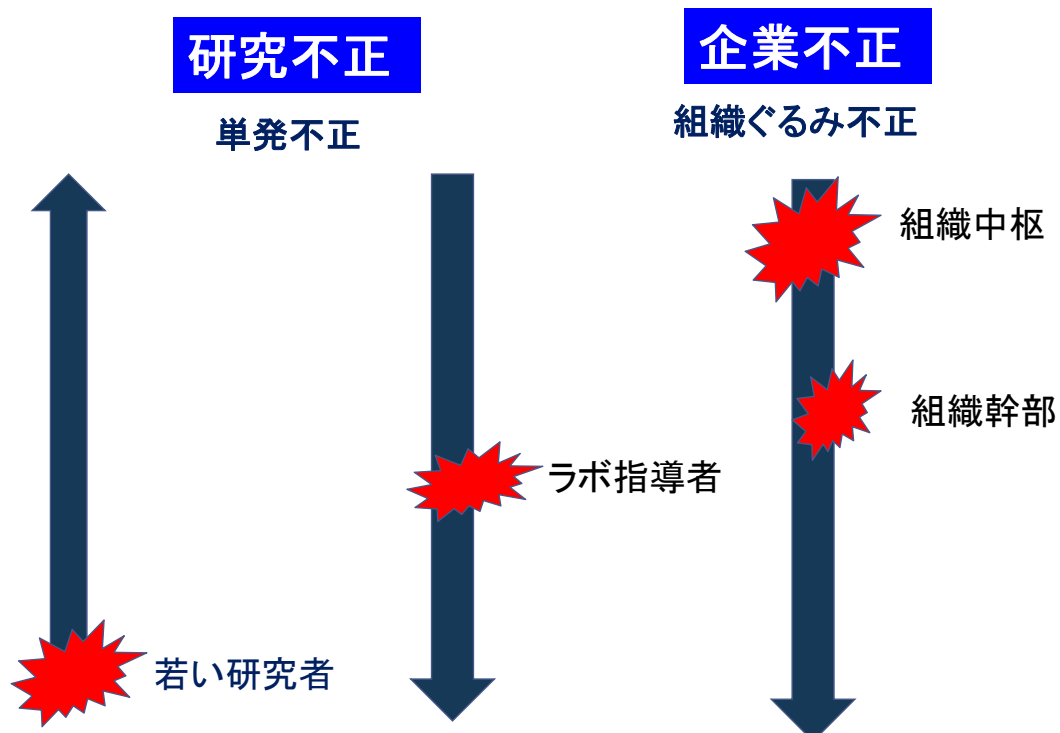 研究不正
企業不正
単発不正
組織ぐるみ不正
組織中枢
組織幹部
ラボ指導者
若い研究者